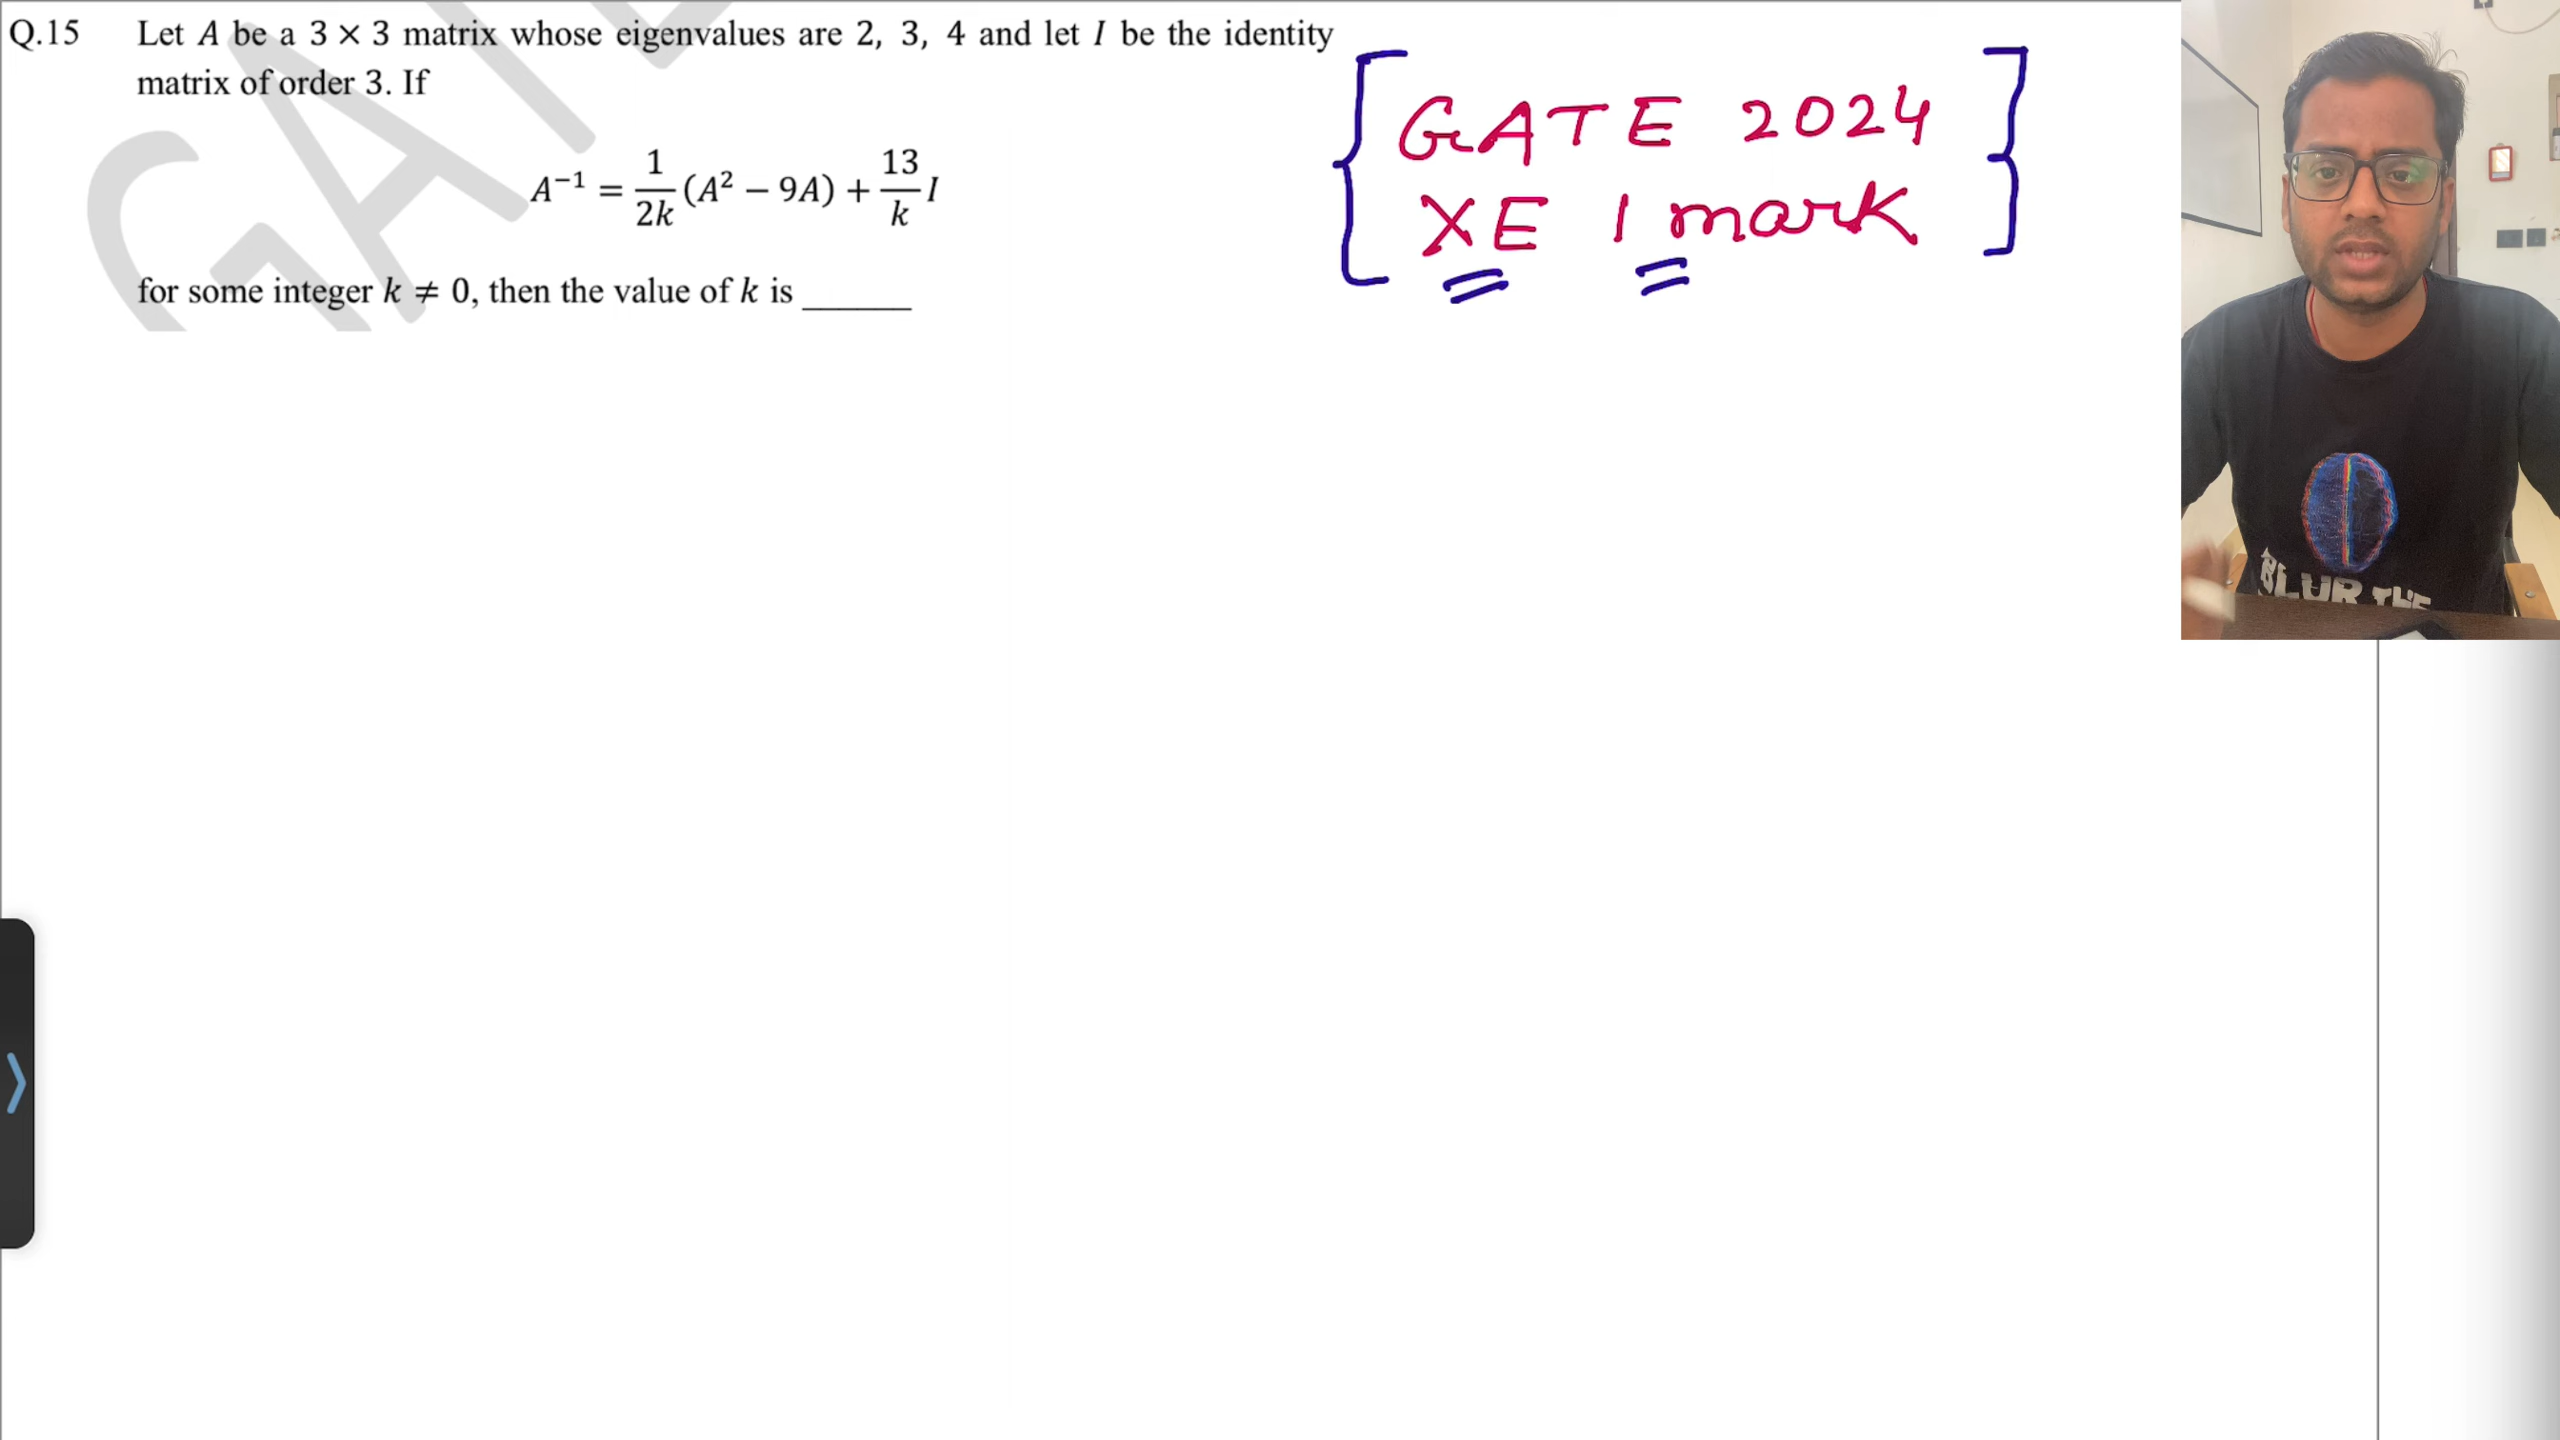 Q.15 Let A be a 3 × 3 matrix whose eigenvalues are 2, 3, 4 and let I be the identity
matrix of order 3. If
A⁻¹ = 1/2k (A² − 9A) + 13/k I
for some integer k ≠ 0, then the value of k is ______
GATE 2024
XE 1 mark
BLUR THE